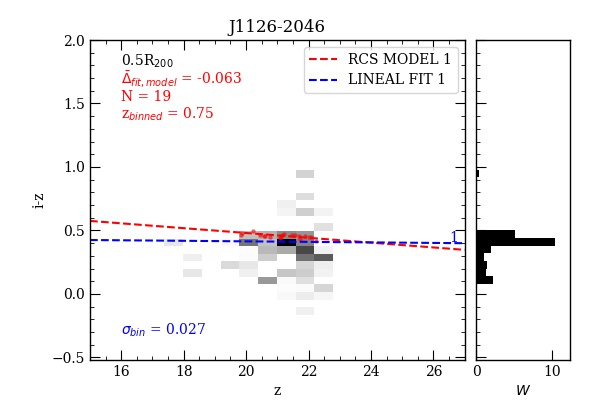 J1126-2046
2.0
1.5
1.0
0.5
0.0
−0.5
i-z
0.5R₂₀₀
Δ̄fit, model = -0.063
N = 19
zbinned = 0.75
RCS MODEL 1
LINEAL FIT 1
1
σbin = 0.027
16 18 20 22 24 26
z
0 10
W